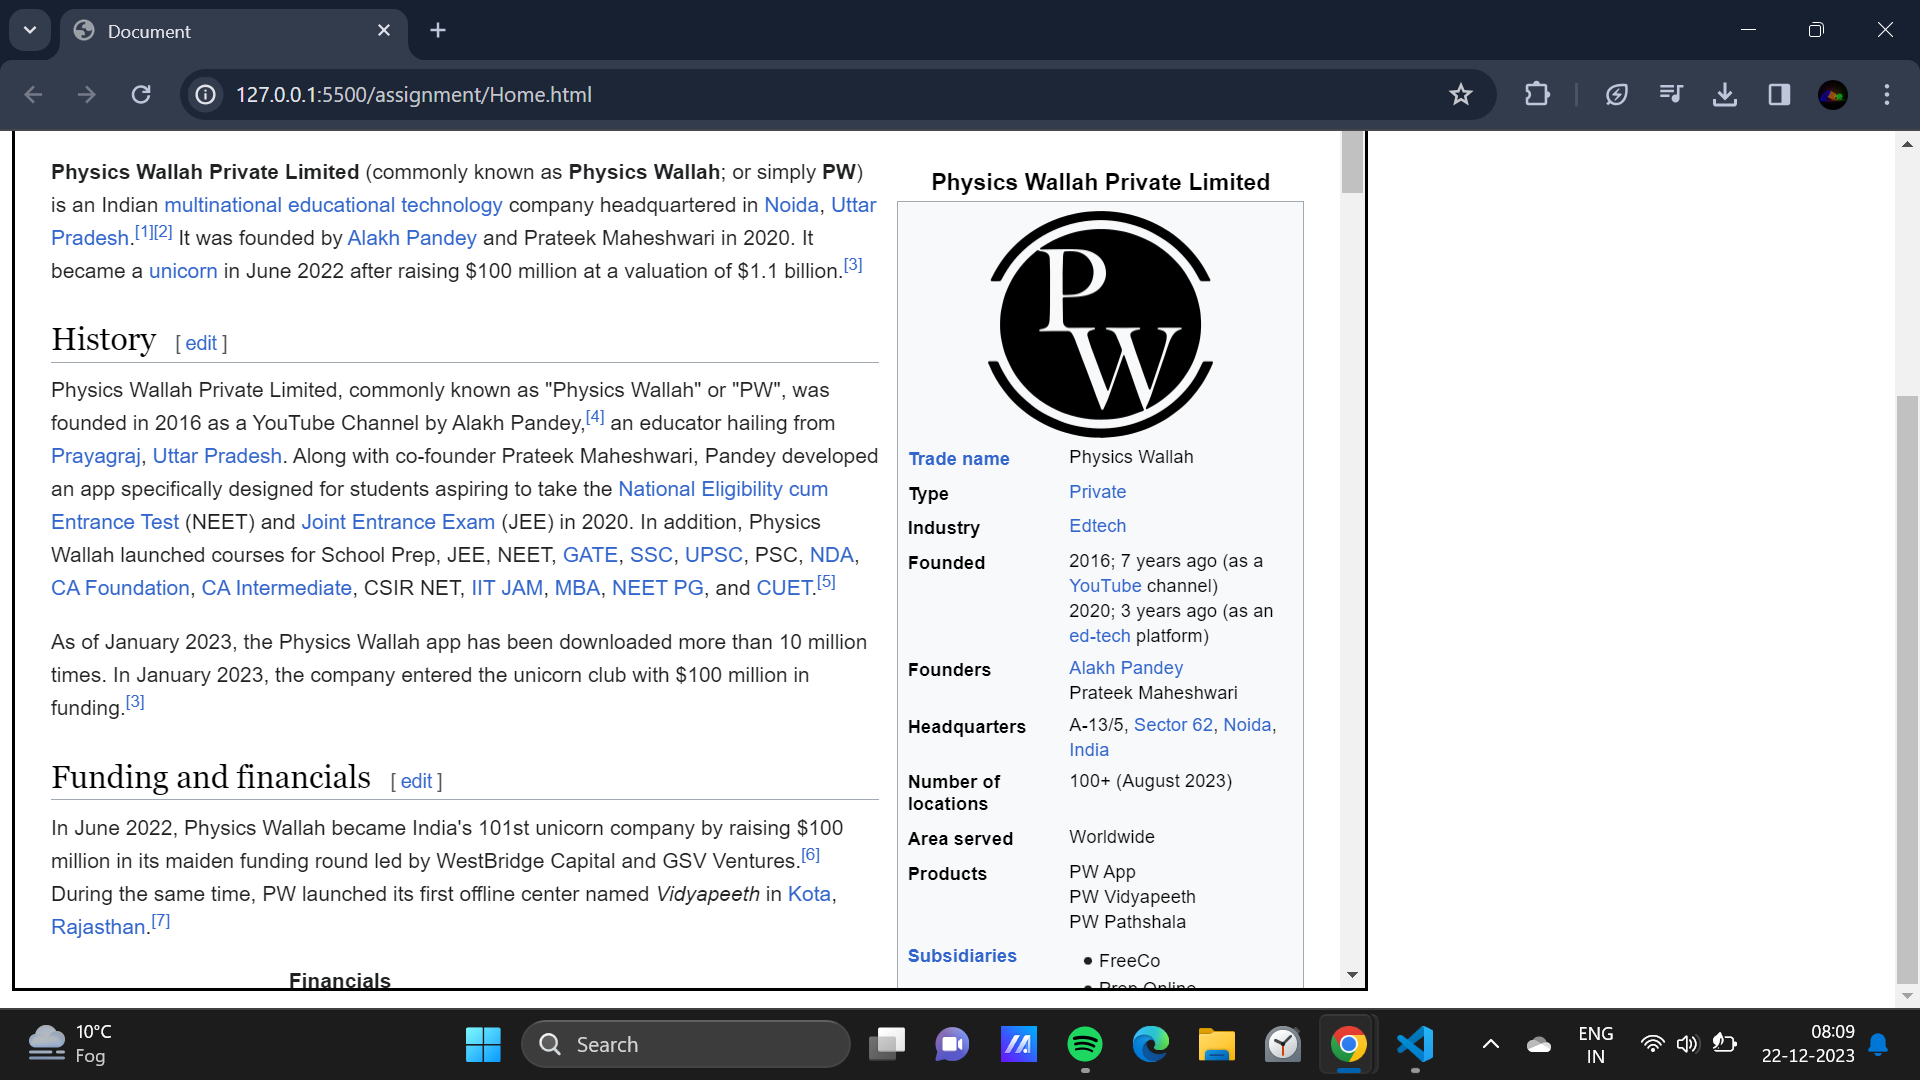 Document
127.0.0.1:5500/assignment/Home.html
Physics Wallah Private Limited (commonly known as Physics Wallah; or simply PW)
is an Indian multinational educational technology company headquartered in Noida, Uttar
Pradesh.[1][2] It was founded by Alakh Pandey and Prateek Maheshwari in 2020. It
became a unicorn in June 2022 after raising $100 million at a valuation of $1.1 billion.[3]
History [ edit ]
Physics Wallah Private Limited, commonly known as "Physics Wallah" or "PW", was
founded in 2016 as a YouTube Channel by Alakh Pandey,[4] an educator hailing from
Prayagraj, Uttar Pradesh. Along with co-founder Prateek Maheshwari, Pandey developed
an app specifically designed for students aspiring to take the National Eligibility cum
Entrance Test (NEET) and Joint Entrance Exam (JEE) in 2020. In addition, Physics
Wallah launched courses for School Prep, JEE, NEET, GATE, SSC, UPSC, PSC, NDA,
CA Foundation, CA Intermediate, CSIR NET, IIT JAM, MBA, NEET PG, and CUET.[5]
As of January 2023, the Physics Wallah app has been downloaded more than 10 million
times. In January 2023, the company entered the unicorn club with $100 million in
funding.[3]
Funding and financials [ edit ]
In June 2022, Physics Wallah became India's 101st unicorn company by raising $100
million in its maiden funding round led by WestBridge Capital and GSV Ventures.[6]
During the same time, PW launched its first offline center named Vidyapeeth in Kota,
Rajasthan.[7]
Financials
Physics Wallah Private Limited
P
W
Trade name Physics Wallah
Type Private
Industry Edtech
Founded 2016; 7 years ago (as a
YouTube channel)
2020; 3 years ago (as an
ed-tech platform)
Founders Alakh Pandey
Prateek Maheshwari
Headquarters A-13/5, Sector 62, Noida,
India
Number of 100+ (August 2023)
locations
Area served Worldwide
Products PW App
PW Vidyapeeth
PW Pathshala
Subsidiaries • FreeCo
• Prep Online
10°C
Fog
Search
ENG
IN
08:09
22-12-2023